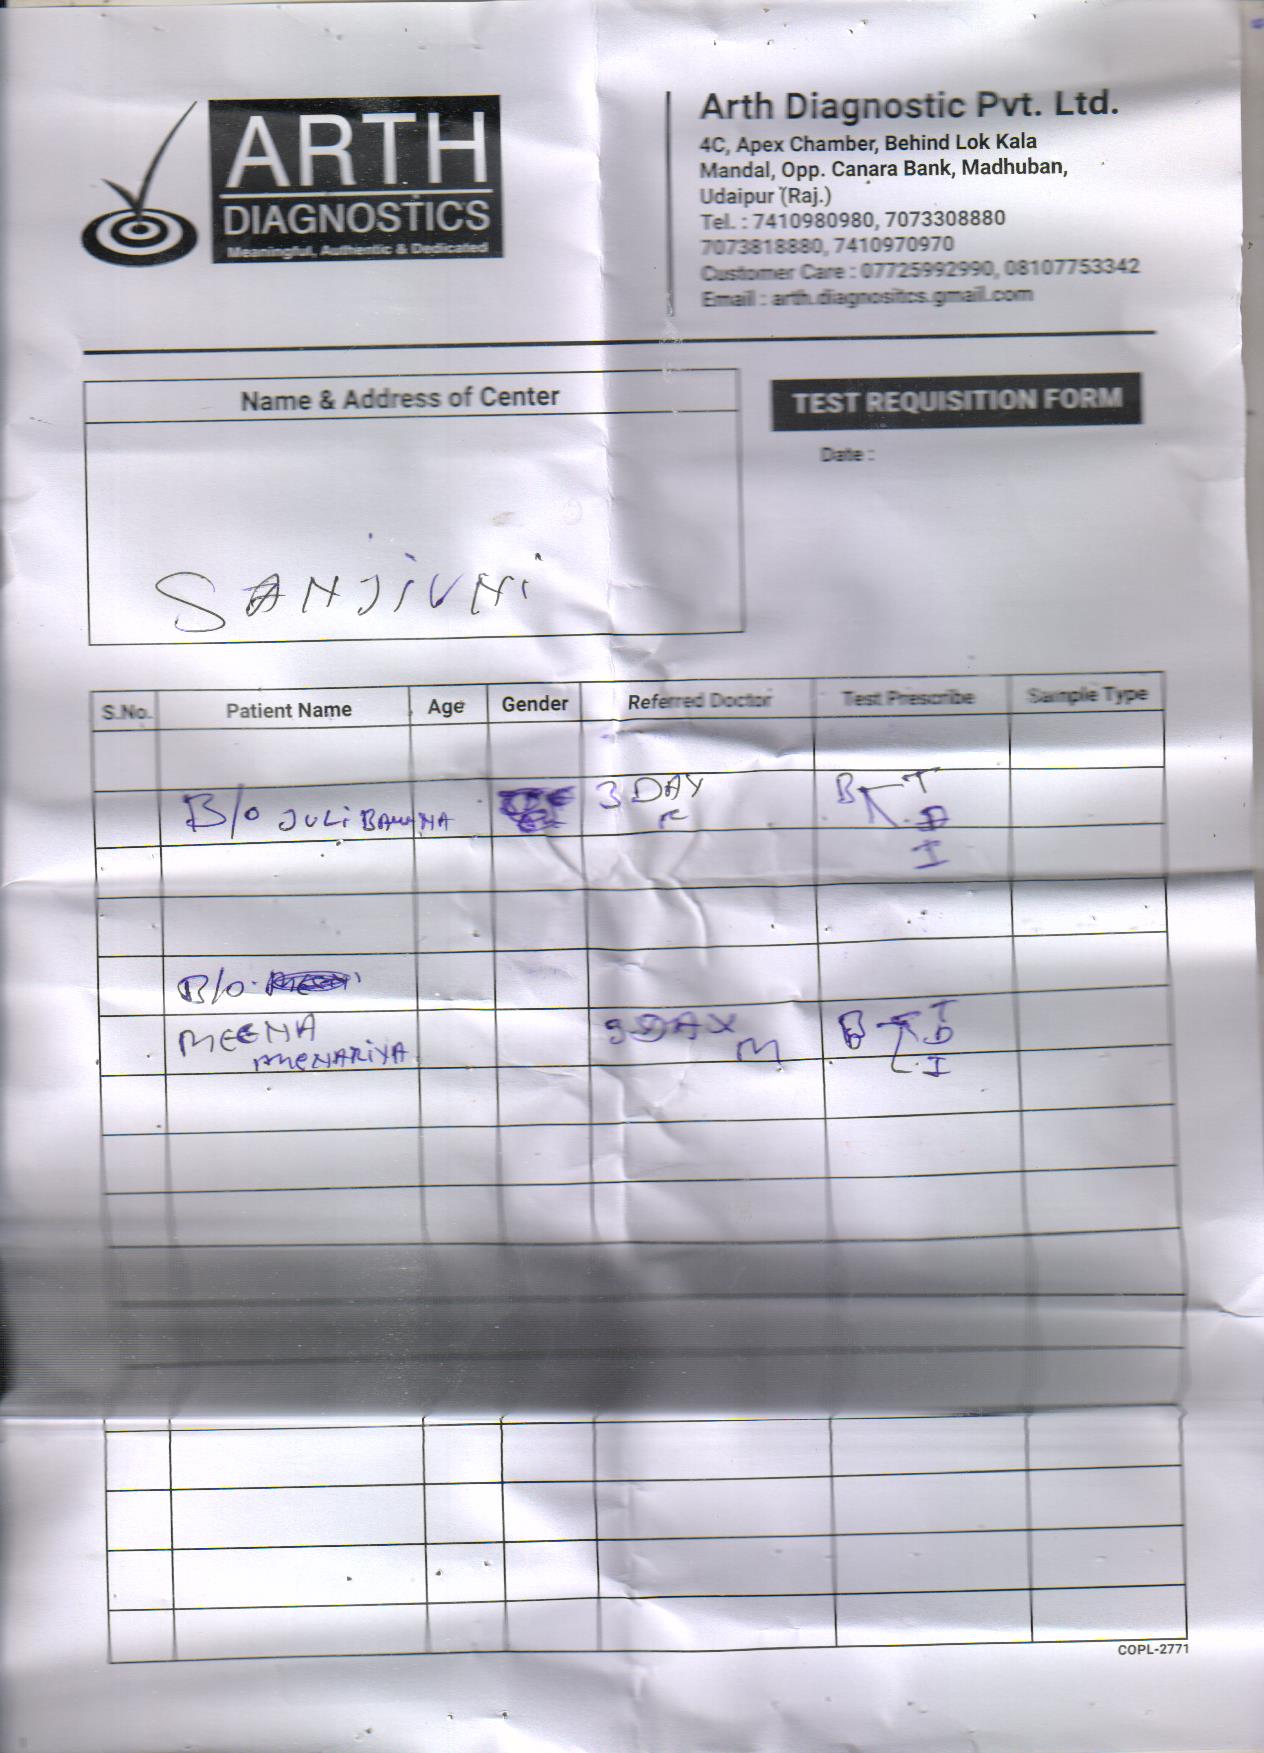 ARTH
DIAGNOSTICS
Meaningful, Authentic & Dedicated
Arth Diagnostic Pvt. Ltd.
4C, Apex Chamber, Behind Lok Kala
Mandal, Opp. Canara Bank, Madhuban,
Udaipur (Raj.)
Tel. : 7410980980, 7073308880
7073818880, 7410970970
Customer Care : 07725992990, 08107753342
Email : arth.diagnositcs.gmail.com
Name & Address of Center
TEST REQUISITION FORM
Date :
SANJIVNi
S.No. Patient Name Age Gender Referred Doctor Test Prescribe Sample Type
B/o JULi 3 DAY B T
D
I
B/O.
MEENA DAY B T
MENARIYA M D
I
COPL-2771